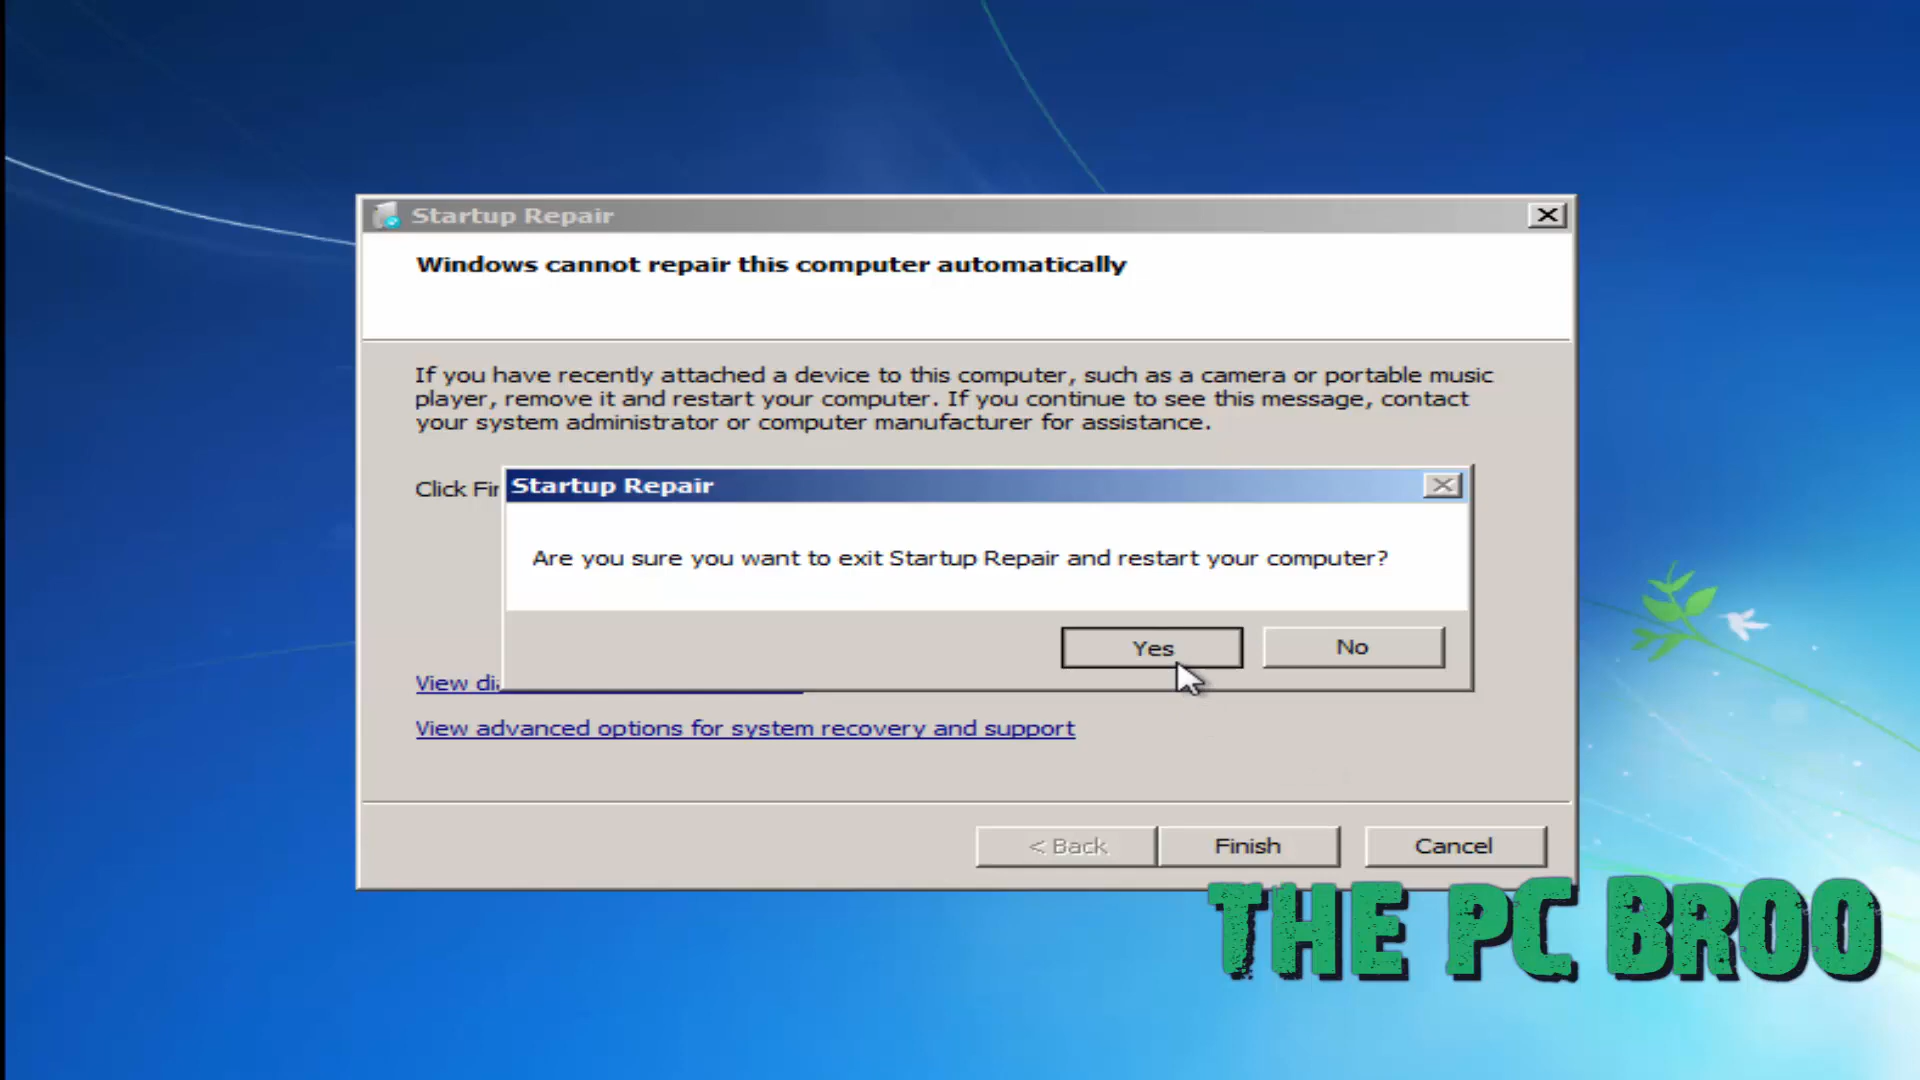 Startup Repair
Windows cannot repair this computer automatically
If you have recently attached a device to this computer, such as a camera or portable music
player, remove it and restart your computer. If you continue to see this message, contact
your system administrator or computer manufacturer for assistance.
Click
Startup Repair
Are you sure you want to exit Startup Repair and restart your computer?
Yes
No
View
View advanced options for system recovery and support
< Back
Finish
Cancel
THE PC BROO